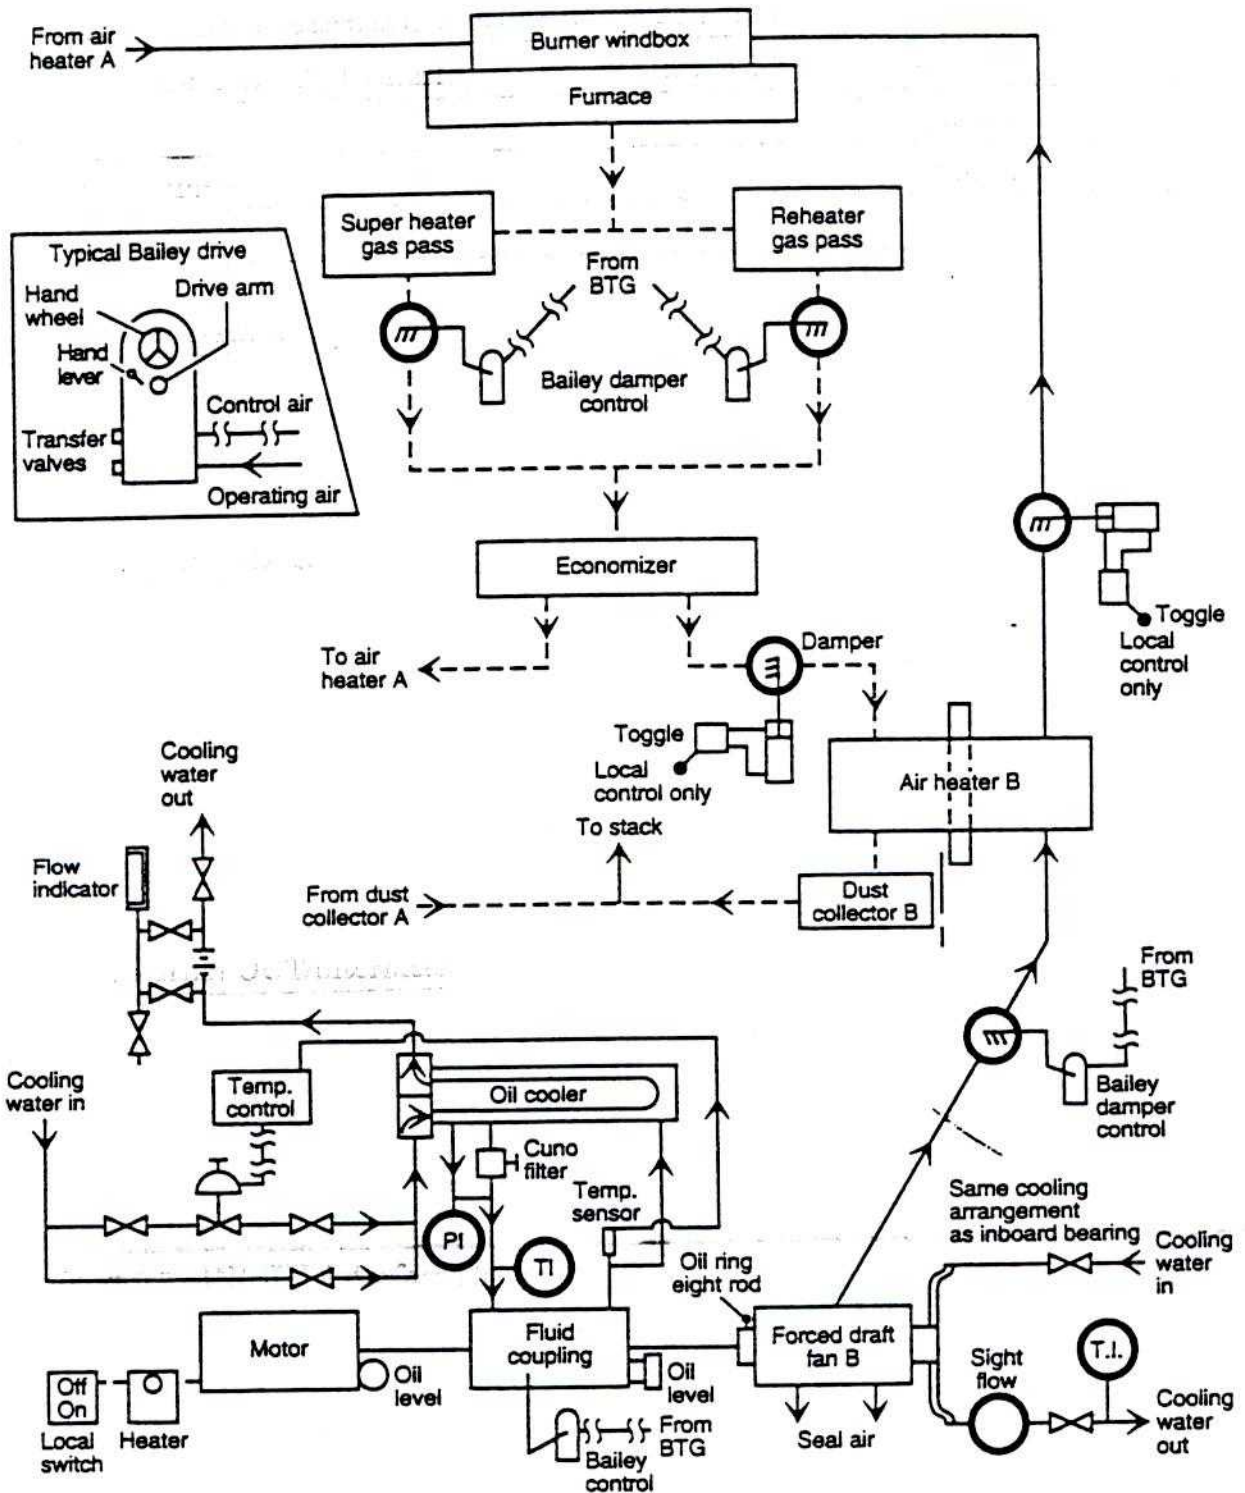 From air
heater A
Burner windbox
Furnace
Super heater
gas pass
Reheater
gas pass
From
BTG
Bailey damper
control
Typical Bailey drive
Hand
wheel
Drive arm
Hand
lever
Control air
Transfer
valves
Operating air
Economizer
To air
heater A
Damper
Toggle
Local
control only
Toggle
Local
control
only
Air heater B
To stack
From dust
collector A
Dust
collector B
Cooling
water
out
Flow
indicator
From
BTG
Bailey
damper
control
Cooling
water in
Temp.
control
Oil cooler
Cuno
filter
Temp.
sensor
PI
TI
Same cooling
arrangement
as inboard bearing
Cooling
water
in
Oil ring
eight rod
Motor
Fluid
coupling
Forced draft
fan B
Sight
flow
T.I.
Oil
level
Oil
level
Off
On
Local
switch
Heater
From
BTG
Bailey
control
Seal air
Cooling
water
out